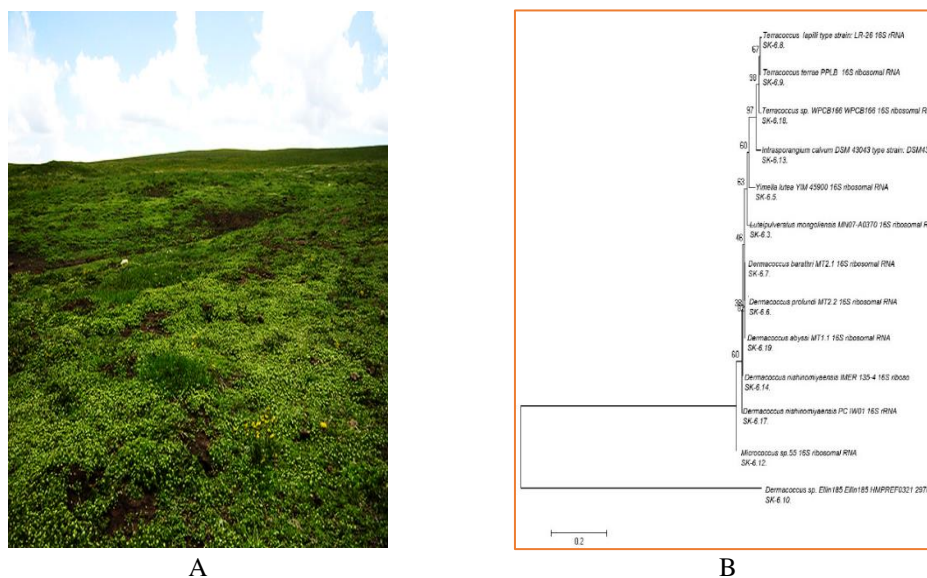 67
Terracoccus lapilli type strain: LR-26 16S rRNA
SK-6.8.
Terracoccus terrae PPLB 16S ribosomal RNA
SK-6.9.
97
Terracoccus sp. WPCB166 WPCB166 16S ribosomal R
SK-6.18.
60
Intrasporangium calvum DSM 43043 type strain: DSM43
SK-6.13.
63
Yimella lutea YIM 45900 16S ribosomal RNA
SK-6.5.
Luteipulveratus mongoliensis MN07-A0370 16S ribosomal R
SK-6.3.
46
Dermacoccus barathri MT2.1 16S ribosomal RNA
SK-6.7.
Dermacoccus profundi MT2.2 16S ribosomal RNA
SK-6.6.
Dermacoccus abyssi MT1.1 16S ribosomal RNA
SK-6.19
60
Dermacoccus nishinomiyaensis IMER 135-4 16S riboso
SK-6.14.
Dermacoccus nishinomiyaensis PC IW01 16S rRNA
SK-6.17.
Micrococcus sp.55 16S ribosomal RNA
SK-6.12.
Dermacoccus sp. Ellin185 Ellin185 HMPREF0321 297
SK-6.10.
0.2
A
B